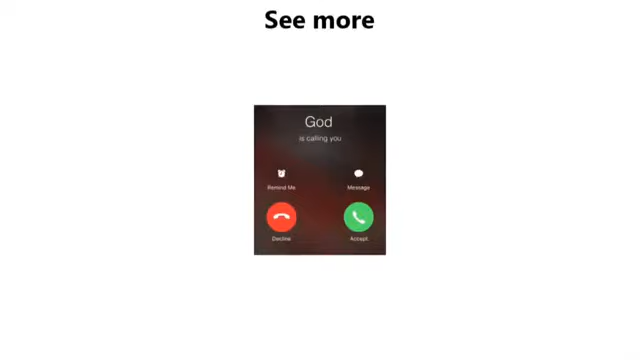 See more
God
is calling you
Remind Me
Message
Decline
Accept